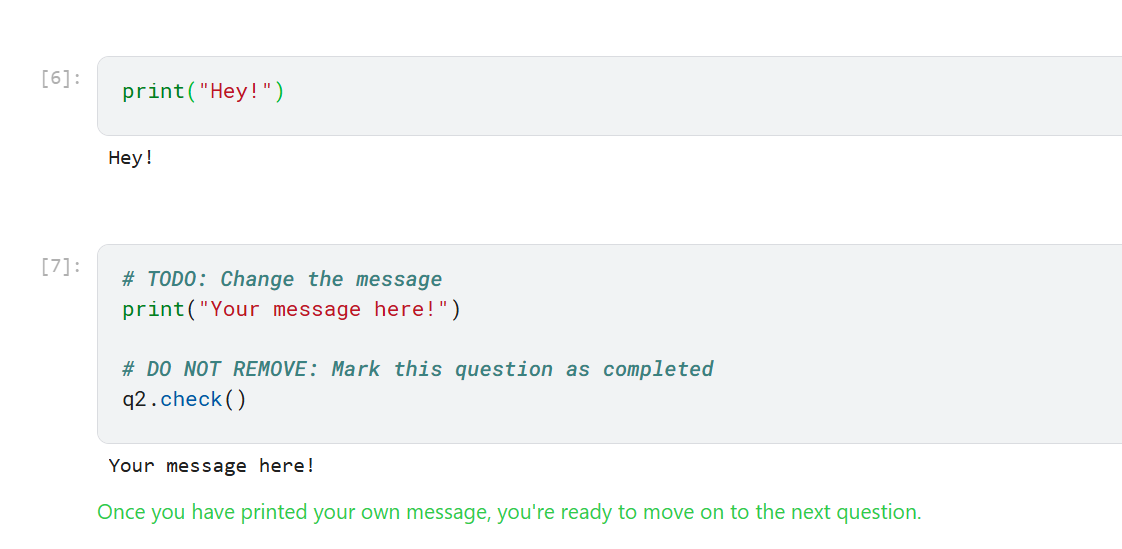 [6]:
print("Hey!")
Hey!
[7]:
# TODO: Change the message
print("Your message here!")
# DO NOT REMOVE: Mark this question as completed
q2.check()
Your message here!
Once you have printed your own message, you're ready to move on to the next question.